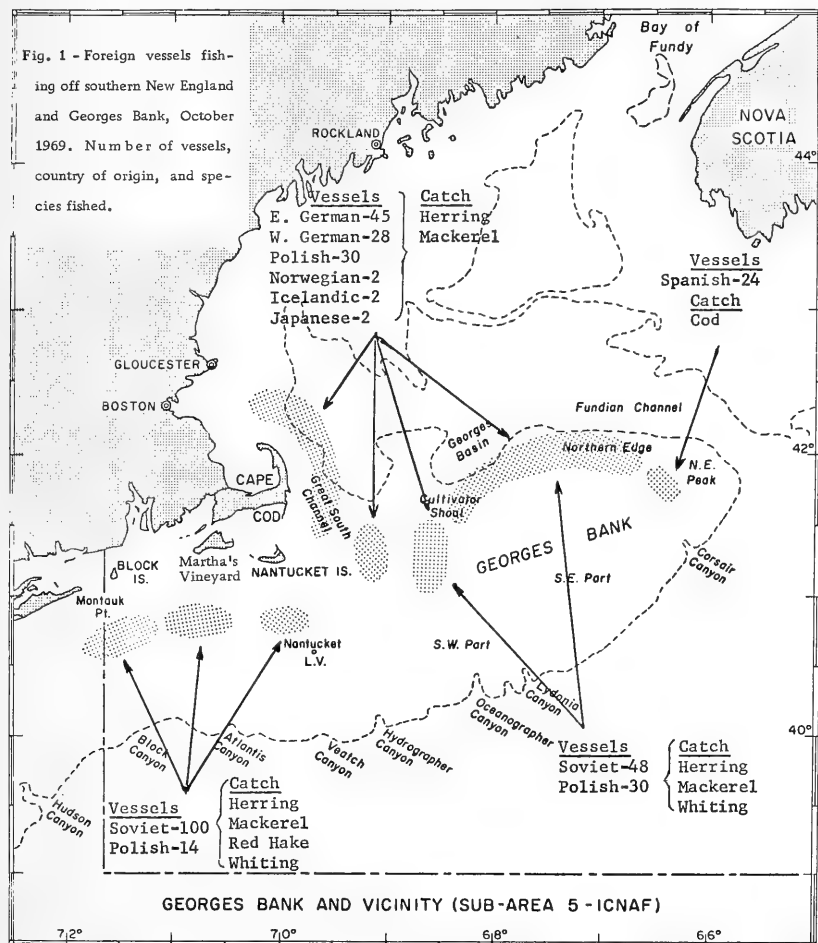 Fig. 1 - Foreign vessels fish-
ing off southern New England
and Georges Bank, October
1969. Number of vessels,
country of origin, and spe-
cies fished.
Bay of
Fundy
NOVA
SCOTIA
ROCKLAND
44°
Vessels
E. German-45
W. German-28
Polish-30
Norwegian-2
Icelandic-2
Japanese-2
Catch
Herring
Mackerel
Vessels
Spanish-24
Catch
Cod
GLOUCESTER
BOSTON
Fundian Channel
Georges
Basin
Northern Edge
42°
N.E.
Peak
CAPE
COD
Great South
Channel
Cultivator
Shoal
GEORGES BANK
Corsair
Canyon
BLOCK
IS.
Martha's
Vineyard
NANTUCKET IS.
S.E. Part
Montauk
Pt.
Nantucket
L.V.
S.W. Part
Block
Canyon
Atlantis
Canyon
Veatch
Canyon
Hydrographer
Canyon
Oceanographer
Canyon
Lydonia
Canyon
40°
Hudson
Canyon
Vessels
Soviet-100
Polish-14
Catch
Herring
Mackerel
Red Hake
Whiting
Vessels
Soviet-48
Polish-30
Catch
Herring
Mackerel
Whiting
GEORGES BANK AND VICINITY (SUB-AREA 5-ICNAF)
72° 70° 68° 66°